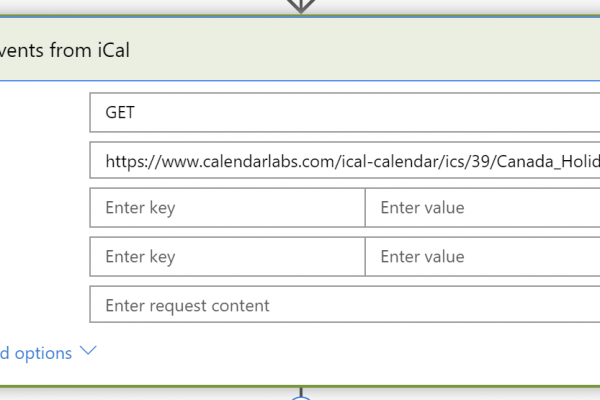 vents from iCal
GET
https://www.calendarlabs.com/ical-calendar/ics/39/Canada_Holid
Enter key Enter value
Enter key Enter value
Enter request content
d options